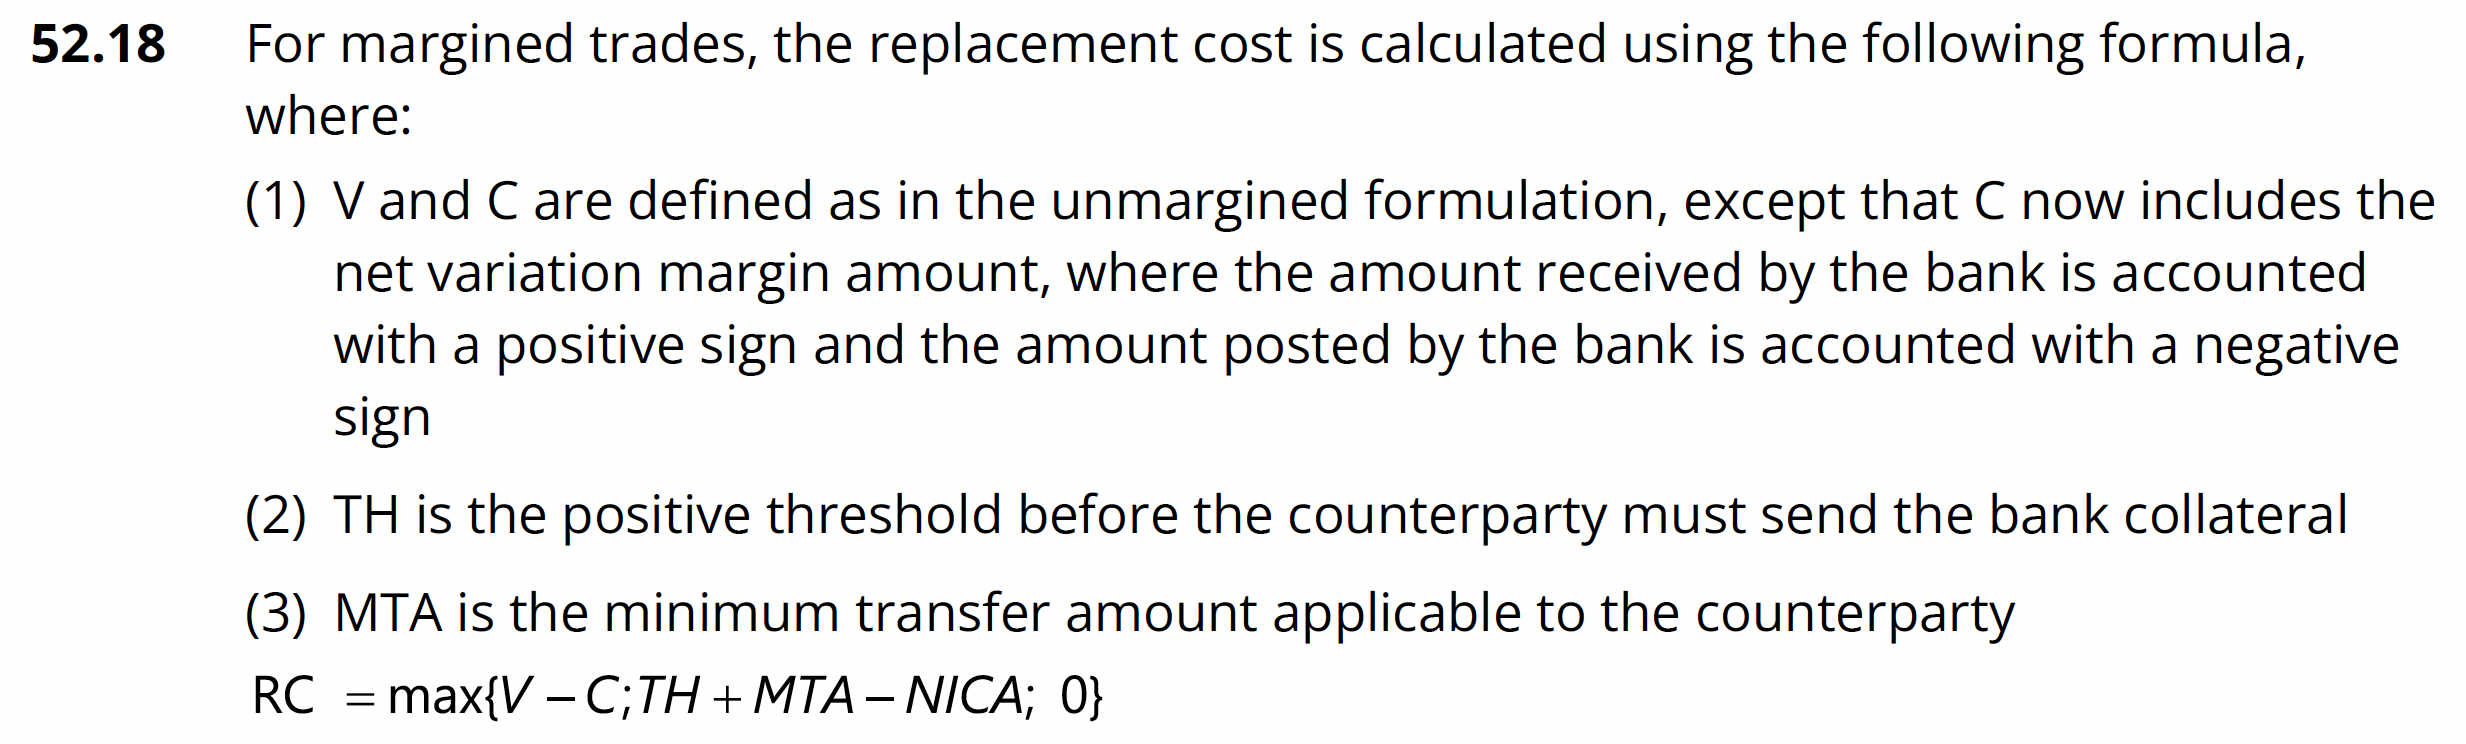 52.18 For margined trades, the replacement cost is calculated using the following formula,
where:
(1) V and C are defined as in the unmargined formulation, except that C now includes the
net variation margin amount, where the amount received by the bank is accounted
with a positive sign and the amount posted by the bank is accounted with a negative
sign
(2) TH is the positive threshold before the counterparty must send the bank collateral
(3) MTA is the minimum transfer amount applicable to the counterparty
RC = max{V – C;TH + MTA – NICA; 0}